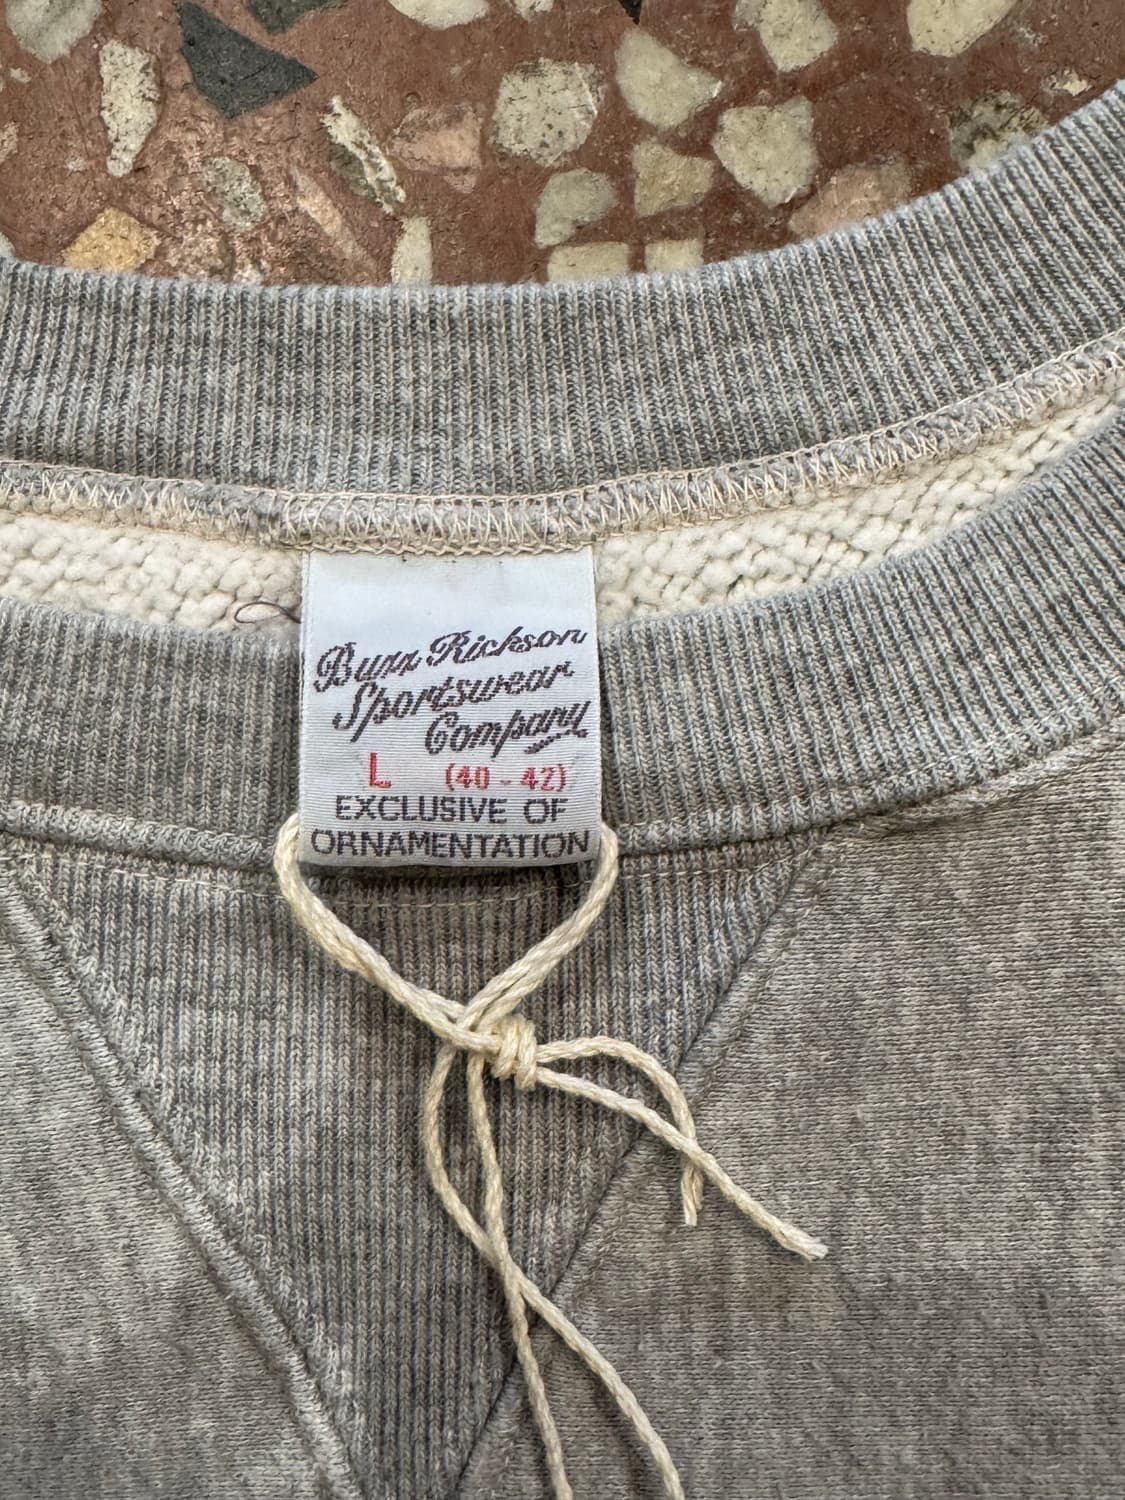 Buzz Rickson
Sportswear
Company
L (40 - 42)
EXCLUSIVE OF
ORNAMENTATION